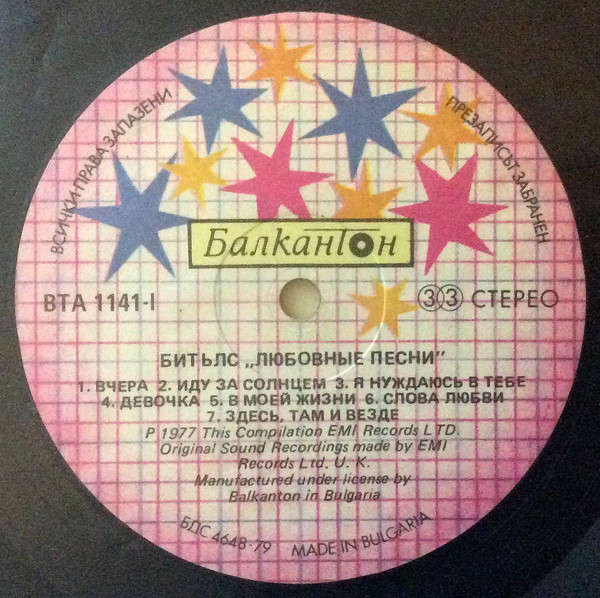 ВСИЧКИ ПРАВА ЗАПАЗЕНИ
ПРЕЗАПИСЪТ ЗАБРАНЕН
Балкантон
ВТА 1141-I
33 СТЕРЕО
БИТЪЛС „ЛЮБОВНЫЕ ПЕСНИ”
1. ВЧЕРА 2. ИДУ ЗА СОЛНЦЕМ 3. Я НУЖДАЮСЬ В ТЕБЕ
4. ДЕВОЧКА 5. В МОЕЙ ЖИЗНИ 6. СЛОВА ЛЮБВИ
7. ЗДЕСЬ, ТАМ И ВЕЗДЕ
P 1977 This Compilation EMI Records LTD.
Original Sound Recordings made by EMI
Records Ltd. U. K.
Manufactured under license by
Balkanton in Bulgaria
БДС 4648-79 MADE IN BULGARIA